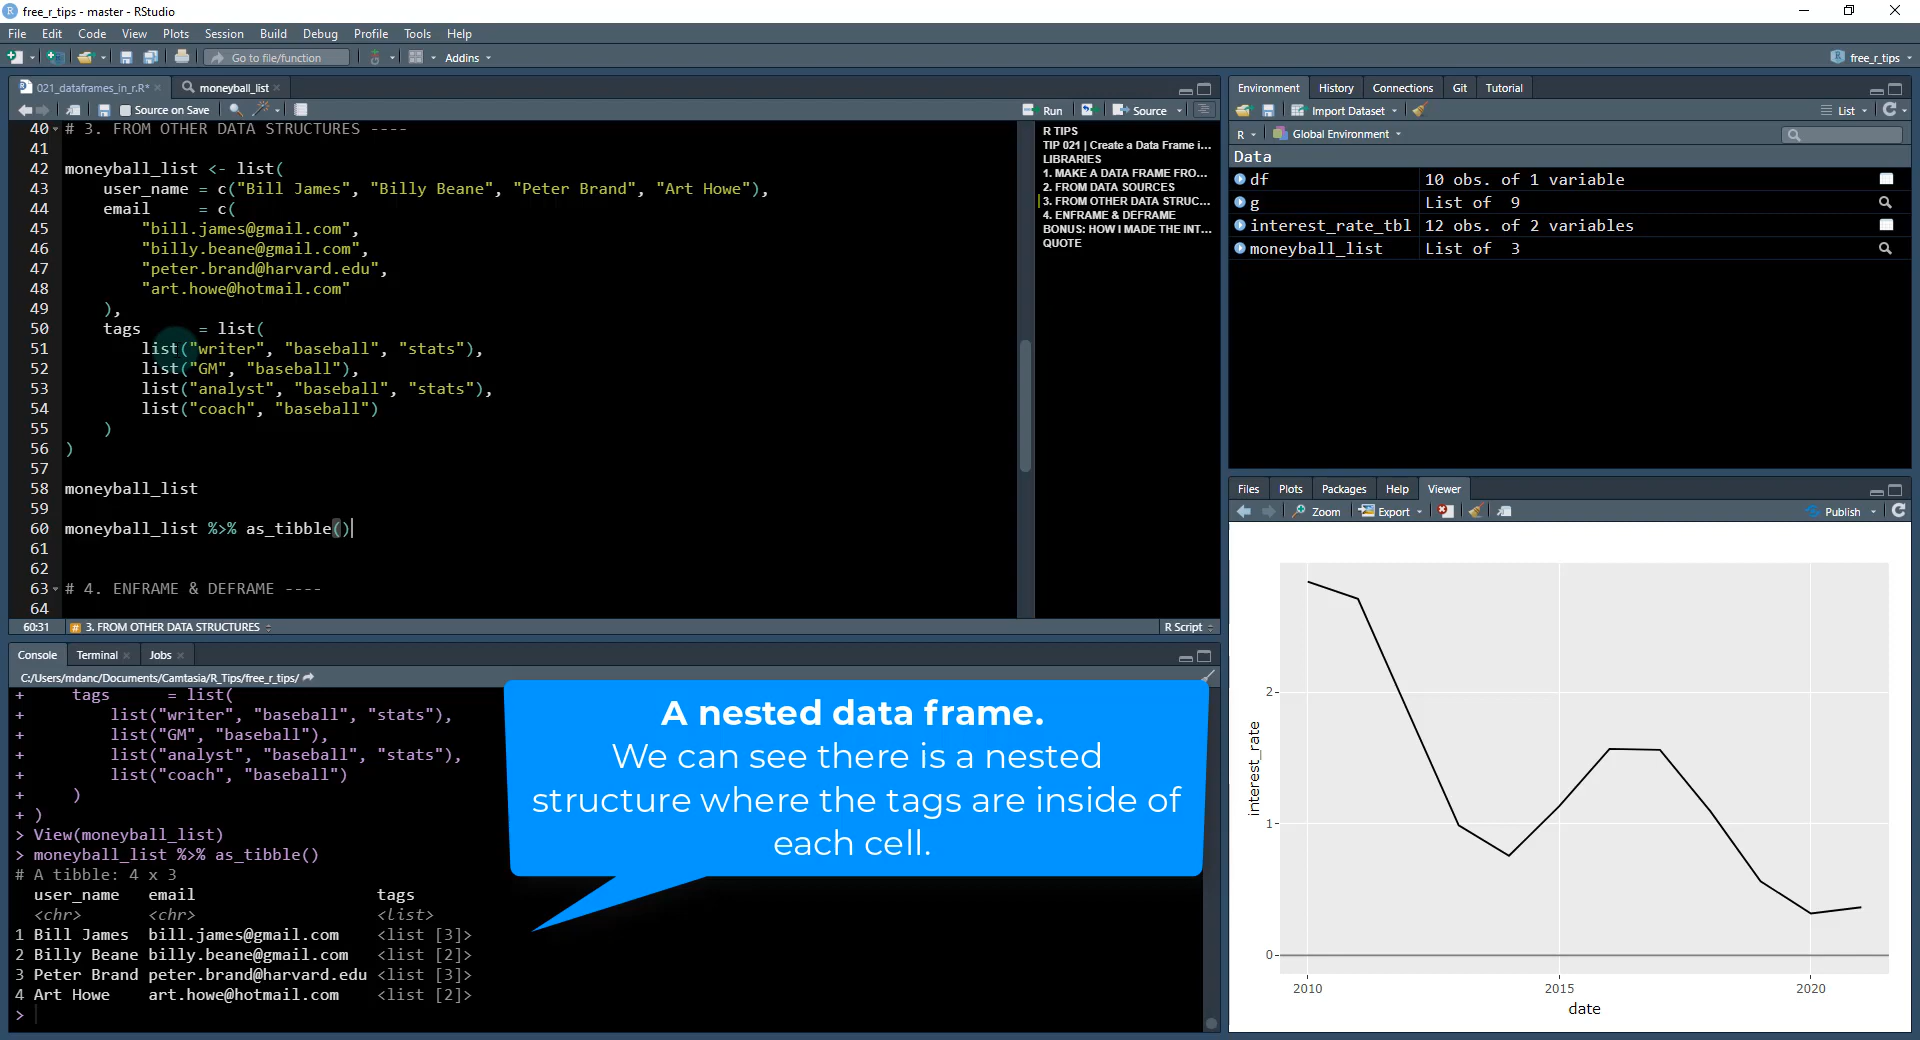 free_r_tips - master - RStudio
File Edit Code View Plots Session Build Debug Profile Tools Help
Go to file/function Addins free_r_tips
021_dataframes_in_r.R* moneyball_list
Source on Save Run Source
40 # 3. FROM OTHER DATA STRUCTURES ----
41
42 moneyball_list <- list(
43 user_name = c("Bill James", "Billy Beane", "Peter Brand", "Art Howe"),
44 email = c(
45 "bill.james@gmail.com",
46 "billy.beane@gmail.com",
47 "peter.brand@harvard.edu",
48 "art.howe@hotmail.com"
49 ),
50 tags = list(
51 list("writer", "baseball", "stats"),
52 list("GM", "baseball"),
53 list("analyst", "baseball", "stats"),
54 list("coach", "baseball")
55 )
56 )
57
58 moneyball_list
59
60 moneyball_list %>% as_tibble()
61
62
63 # 4. ENFRAME & DEFRAME ----
64
60:31 # 3. FROM OTHER DATA STRUCTURES R Script
R TIPS
TIP 021 | Create a Data Frame i...
LIBRARIES
1. MAKE A DATA FRAME FRO...
2. FROM DATA SOURCES
3. FROM OTHER DATA STRUC...
4. ENFRAME & DEFRAME
BONUS: HOW I MADE THE INT...
QUOTE
Console Terminal Jobs
C:/Users/mdanc/Documents/Camtasia/R_Tips/free_r_tips/
+ tags = list(
+ list("writer", "baseball", "stats"),
+ list("GM", "baseball"),
+ list("analyst", "baseball", "stats"),
+ list("coach", "baseball")
+ )
+ )
> View(moneyball_list)
> moneyball_list %>% as_tibble()
# A tibble: 4 x 3
user_name email tags
<chr> <chr> <list>
1 Bill James bill.james@gmail.com <list [3]>
2 Billy Beane billy.beane@gmail.com <list [2]>
3 Peter Brand peter.brand@harvard.edu <list [3]>
4 Art Howe art.howe@hotmail.com <list [2]>
>
A nested data frame.
We can see there is a nested
structure where the tags are inside of
each cell.
Environment History Connections Git Tutorial
Import Dataset List
R Global Environment
Data
df 10 obs. of 1 variable
g List of 9
interest_rate_tbl 12 obs. of 2 variables
moneyball_list List of 3
Files Plots Packages Help Viewer
Zoom Export Publish
interest_rate
2
1
0
2010 2015 2020
date